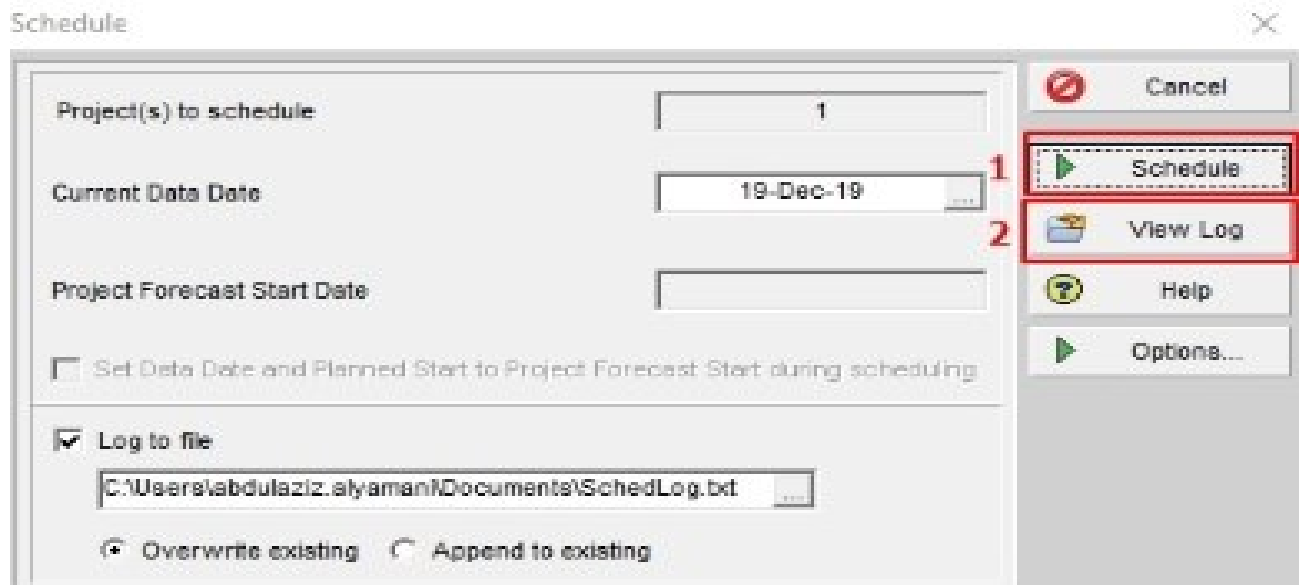 Schedule
Cancel
Project(s) to schedule
1
1
Schedule
Current Data Date
19-Dec-19
...
2
View Log
Project Forecast Start Date
Help
Set Data Date and Planned Start to Project Forecast Start during scheduling
Options...
Log to file
C:\Users\abdulaziz.alyamani\Documents\SchedLog.txt
...
Overwrite existing
Append to existing